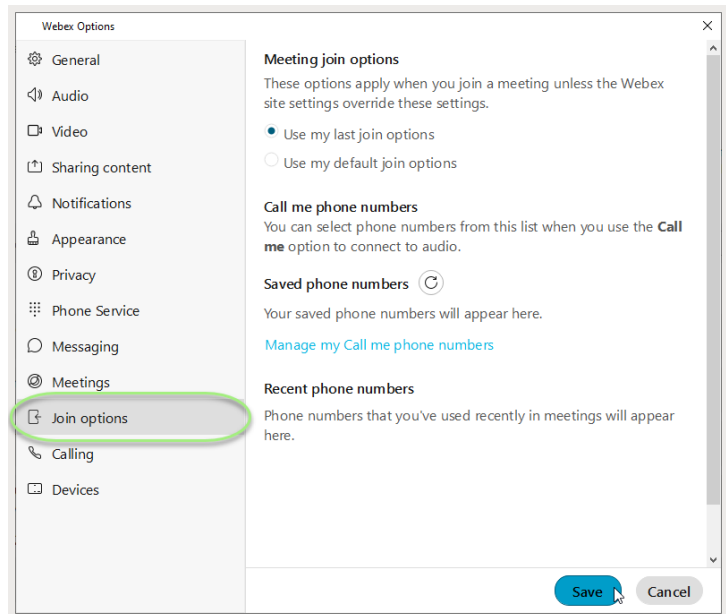 Webex Options
General
Audio
Video
Sharing content
Notifications
Appearance
Privacy
Phone Service
Messaging
Meetings
Join options
Calling
Devices
Meeting join options
These options apply when you join a meeting unless the Webex
site settings override these settings.
Use my last join options
Use my default join options
Call me phone numbers
You can select phone numbers from this list when you use the Call
me option to connect to audio.
Saved phone numbers
Your saved phone numbers will appear here.
Manage my Call me phone numbers
Recent phone numbers
Phone numbers that you've used recently in meetings will appear
here.
Save
Cancel